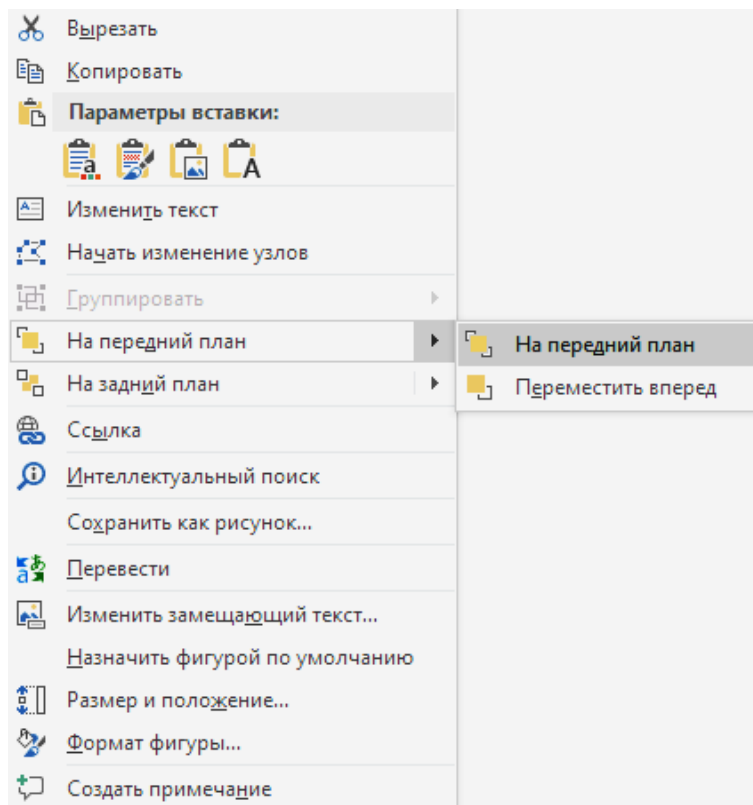 Вырезать
Копировать
Параметры вставки:
Изменить текст
Начать изменение узлов
Группировать
На передний план
На передний план
Переместить вперед
На задний план
Ссылка
Интеллектуальный поиск
Сохранить как рисунок...
Перевести
Изменить замещающий текст...
Назначить фигурой по умолчанию
Размер и положение...
Формат фигуры...
Создать примечание